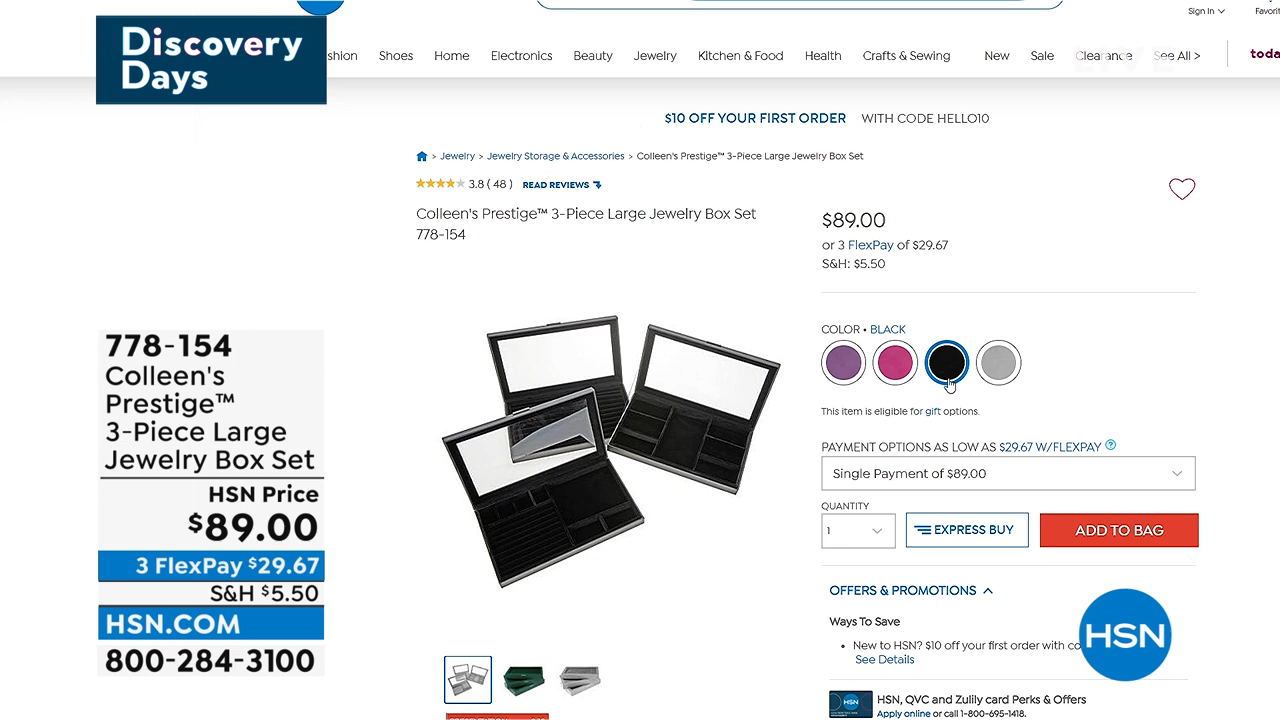 Sign In
Discovery
Days
Shoes Home Electronics Beauty Jewelry Kitchen & Food Health Crafts & Sewing New Sale Clearance See All >
$10 OFF YOUR FIRST ORDER WITH CODE HELLO10
> Jewelry > Jewelry Storage & Accessories > Colleen's Prestige™ 3-Piece Large Jewelry Box Set
3.8 ( 48 ) READ REVIEWS
Colleen's Prestige™ 3-Piece Large Jewelry Box Set
778-154
$89.00
or 3 FlexPay of $29.67
S&H: $5.50
COLOR • BLACK
This item is eligible for gift options.
PAYMENT OPTIONS AS LOW AS $29.67 W/FLEXPAY ?
Single Payment of $89.00
QUANTITY
1
EXPRESS BUY
ADD TO BAG
OFFERS & PROMOTIONS
Ways To Save
• New to HSN? $10 off your first order with
See Details
HSN
HSN, QVC and Zulily card Perks & Offers
Apply online or call 1-800-695-1418.
778-154
Colleen's
Prestige™
3-Piece Large
Jewelry Box Set
HSN Price
$89.00
3 FlexPay $29.67
S&H $5.50
HSN.COM
800-284-3100
HSN